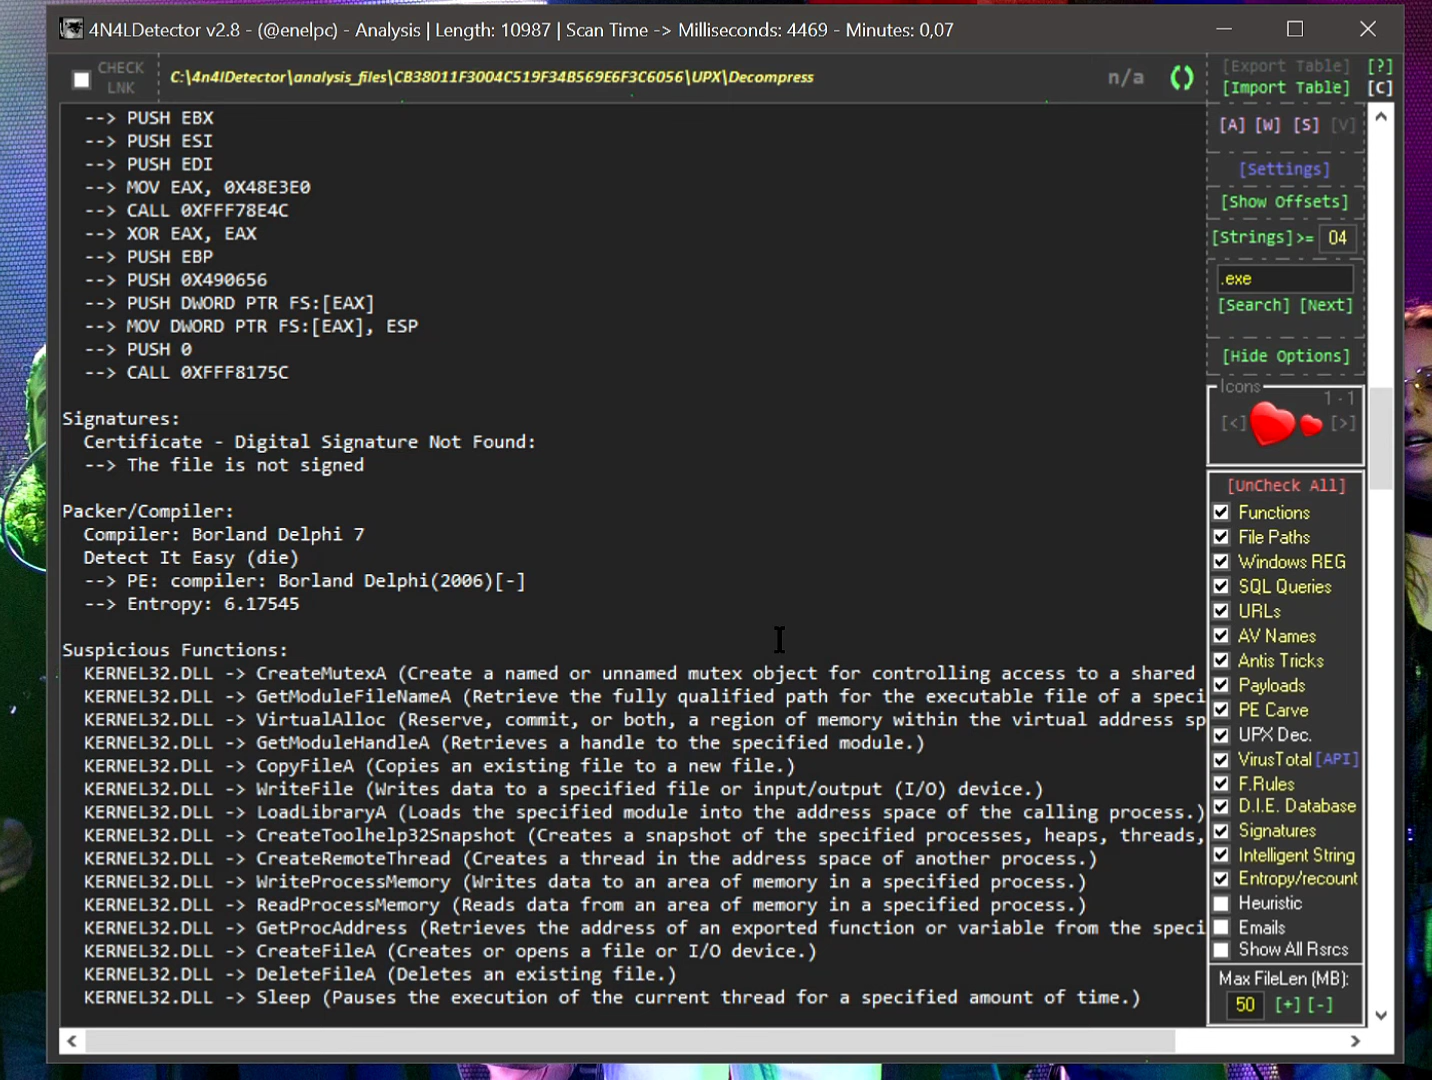 4N4LDetector v2.8 - (@enelpc) - Analysis | Length: 10987 | Scan Time -> Milliseconds: 4469 - Minutes: 0,07
CHECK LNK
C:\4n4lDetector\analysis_files\CB38011F3004C519F34B569E6F3C6056\UPX\Decompress
n/a
[Export Table] [?]
[Import Table] [C]
--> PUSH EBX
--> PUSH ESI
--> PUSH EDI
--> MOV EAX, 0X48E3E0
--> CALL 0XFFF78E4C
--> XOR EAX, EAX
--> PUSH EBP
--> PUSH 0X490656
--> PUSH DWORD PTR FS:[EAX]
--> MOV DWORD PTR FS:[EAX], ESP
--> PUSH 0
--> CALL 0XFFF8175C
Signatures:
Certificate - Digital Signature Not Found:
--> The file is not signed
Packer/Compiler:
Compiler: Borland Delphi 7
Detect It Easy (die)
--> PE: compiler: Borland Delphi(2006)[-]
--> Entropy: 6.17545
Suspicious Functions:
KERNEL32.DLL -> CreateMutexA (Create a named or unnamed mutex object for controlling access to a shared
KERNEL32.DLL -> GetModuleFileNameA (Retrieve the fully qualified path for the executable file of a speci
KERNEL32.DLL -> VirtualAlloc (Reserve, commit, or both, a region of memory within the virtual address sp
KERNEL32.DLL -> GetModuleHandleA (Retrieves a handle to the specified module.)
KERNEL32.DLL -> CopyFileA (Copies an existing file to a new file.)
KERNEL32.DLL -> WriteFile (Writes data to a specified file or input/output (I/O) device.)
KERNEL32.DLL -> LoadLibraryA (Loads the specified module into the address space of the calling process.)
KERNEL32.DLL -> CreateToolhelp32Snapshot (Creates a snapshot of the specified processes, heaps, threads,
KERNEL32.DLL -> CreateRemoteThread (Creates a thread in the address space of another process.)
KERNEL32.DLL -> WriteProcessMemory (Writes data to an area of memory in a specified process.)
KERNEL32.DLL -> ReadProcessMemory (Reads data from an area of memory in a specified process.)
KERNEL32.DLL -> GetProcAddress (Retrieves the address of an exported function or variable from the speci
KERNEL32.DLL -> CreateFileA (Creates or opens a file or I/O device.)
KERNEL32.DLL -> DeleteFileA (Deletes an existing file.)
KERNEL32.DLL -> Sleep (Pauses the execution of the current thread for a specified amount of time.)
[A] [W] [S] [V]
[Settings]
[Show Offsets]
[Strings]>= 04
.exe
[Search] [Next]
[Hide Options]
Icons
1 - 1
[<] [>]
[UnCheck All]
Functions
File Paths
Windows REG
SQL Queries
URLs
AV Names
Antis Tricks
Payloads
PE Carve
UPX Dec.
VirusTotal [API]
F.Rules
D.I.E. Database
Signatures
Intelligent String
Entropy/recount
Heuristic
Emails
Show All Rsrcs
Max FileLen (MB):
50 [+] [-]